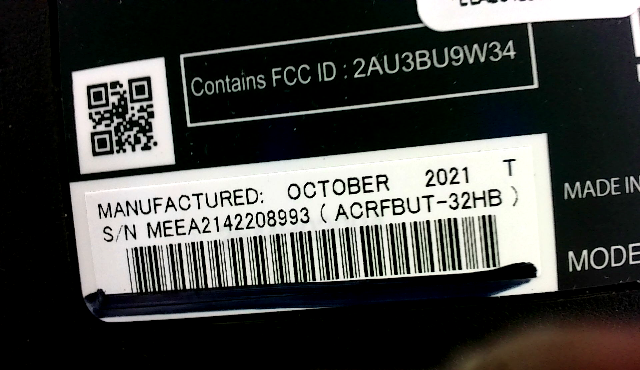 Contains FCC ID : 2AU3BU9W34
MANUFACTURED: OCTOBER 2021 T
S/N MEEA2142208993 ( ACRFBUT-32HB )
MADE IN
MODE